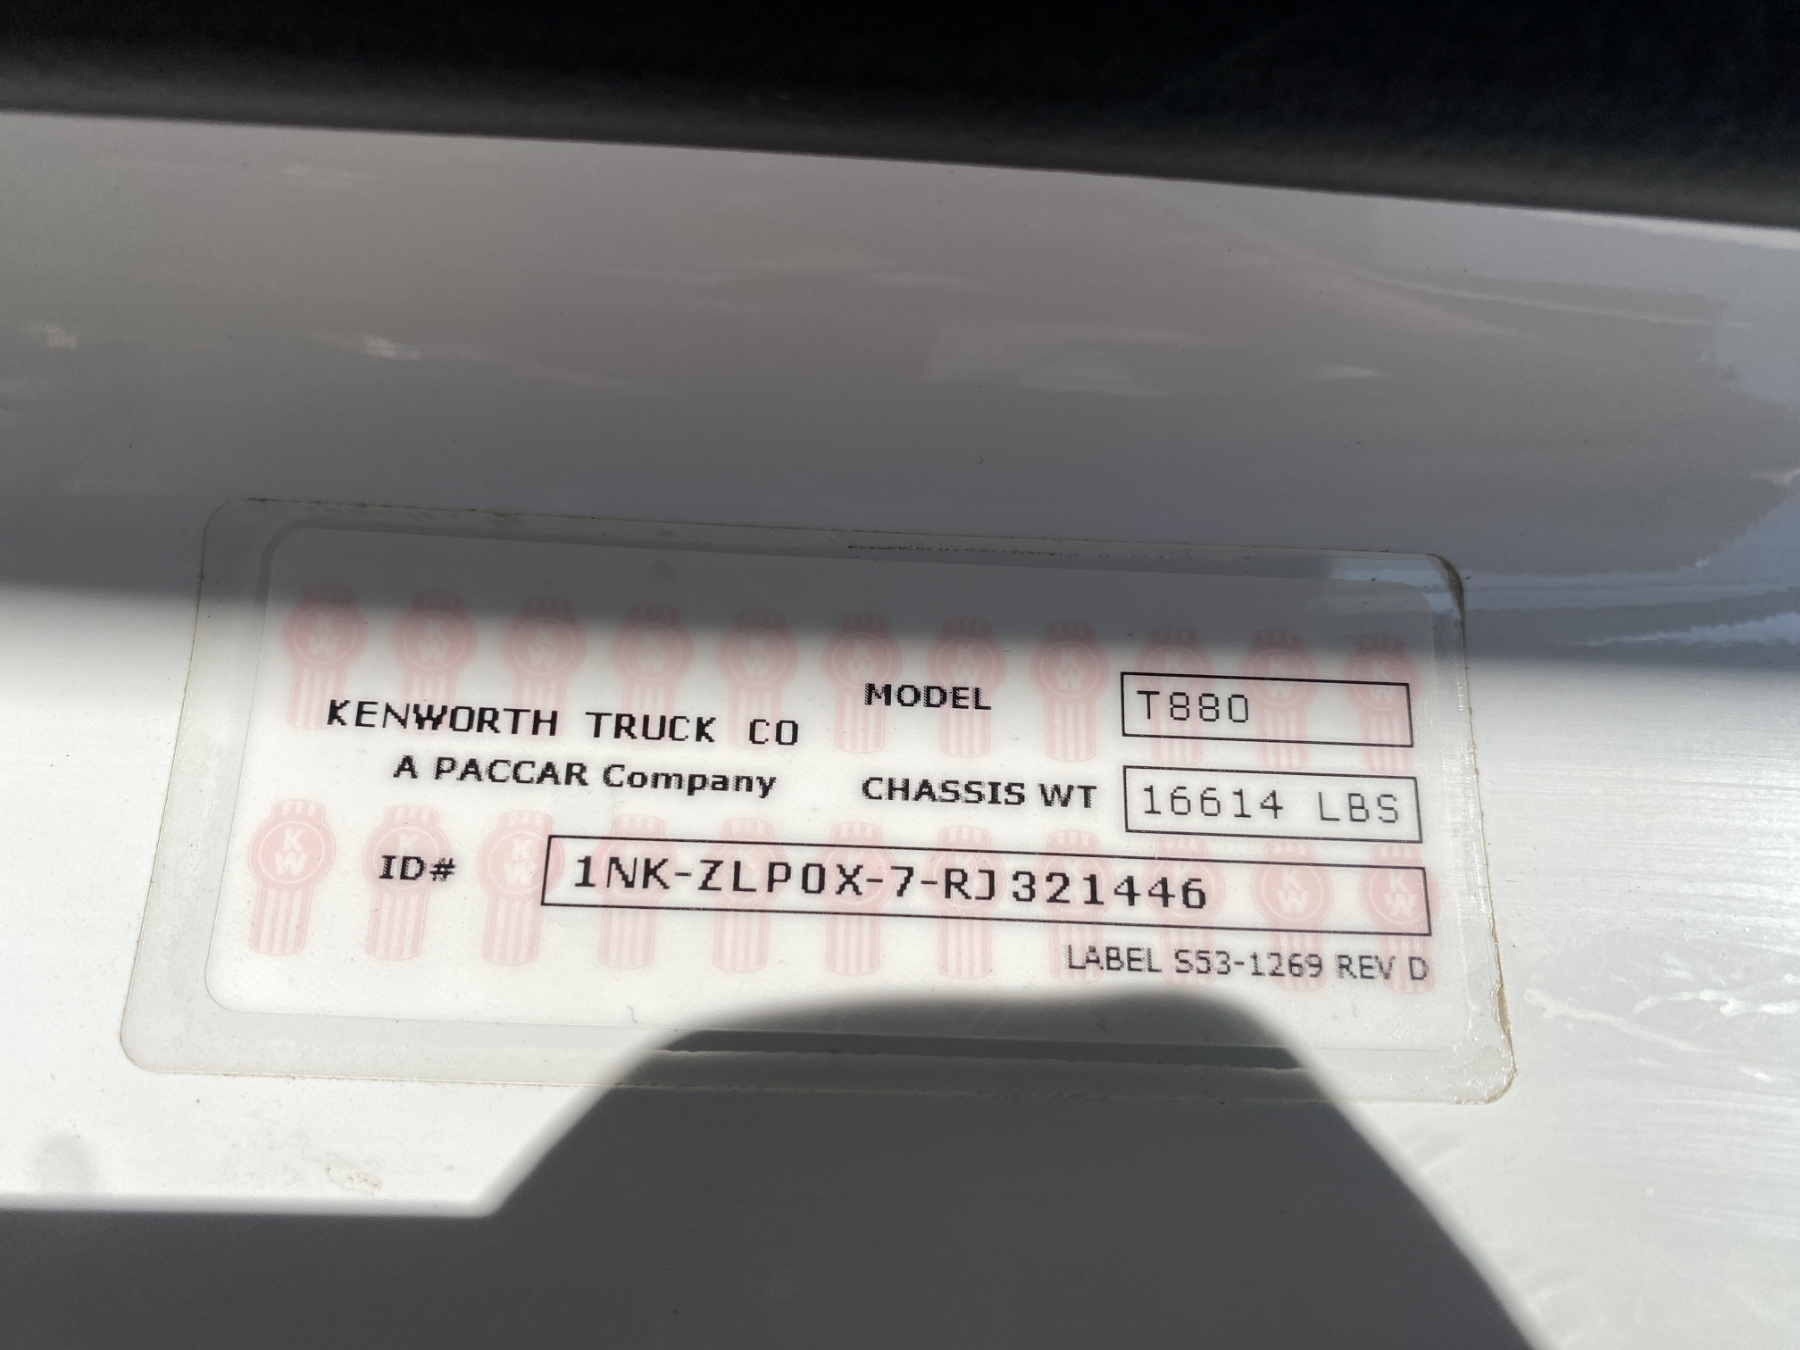 KENWORTH TRUCK CO
A PACCAR Company
MODEL T880
CHASSIS WT 16614 LBS
ID# 1NK-ZLP0X-7-RJ321446
LABEL S53-1269 REV D